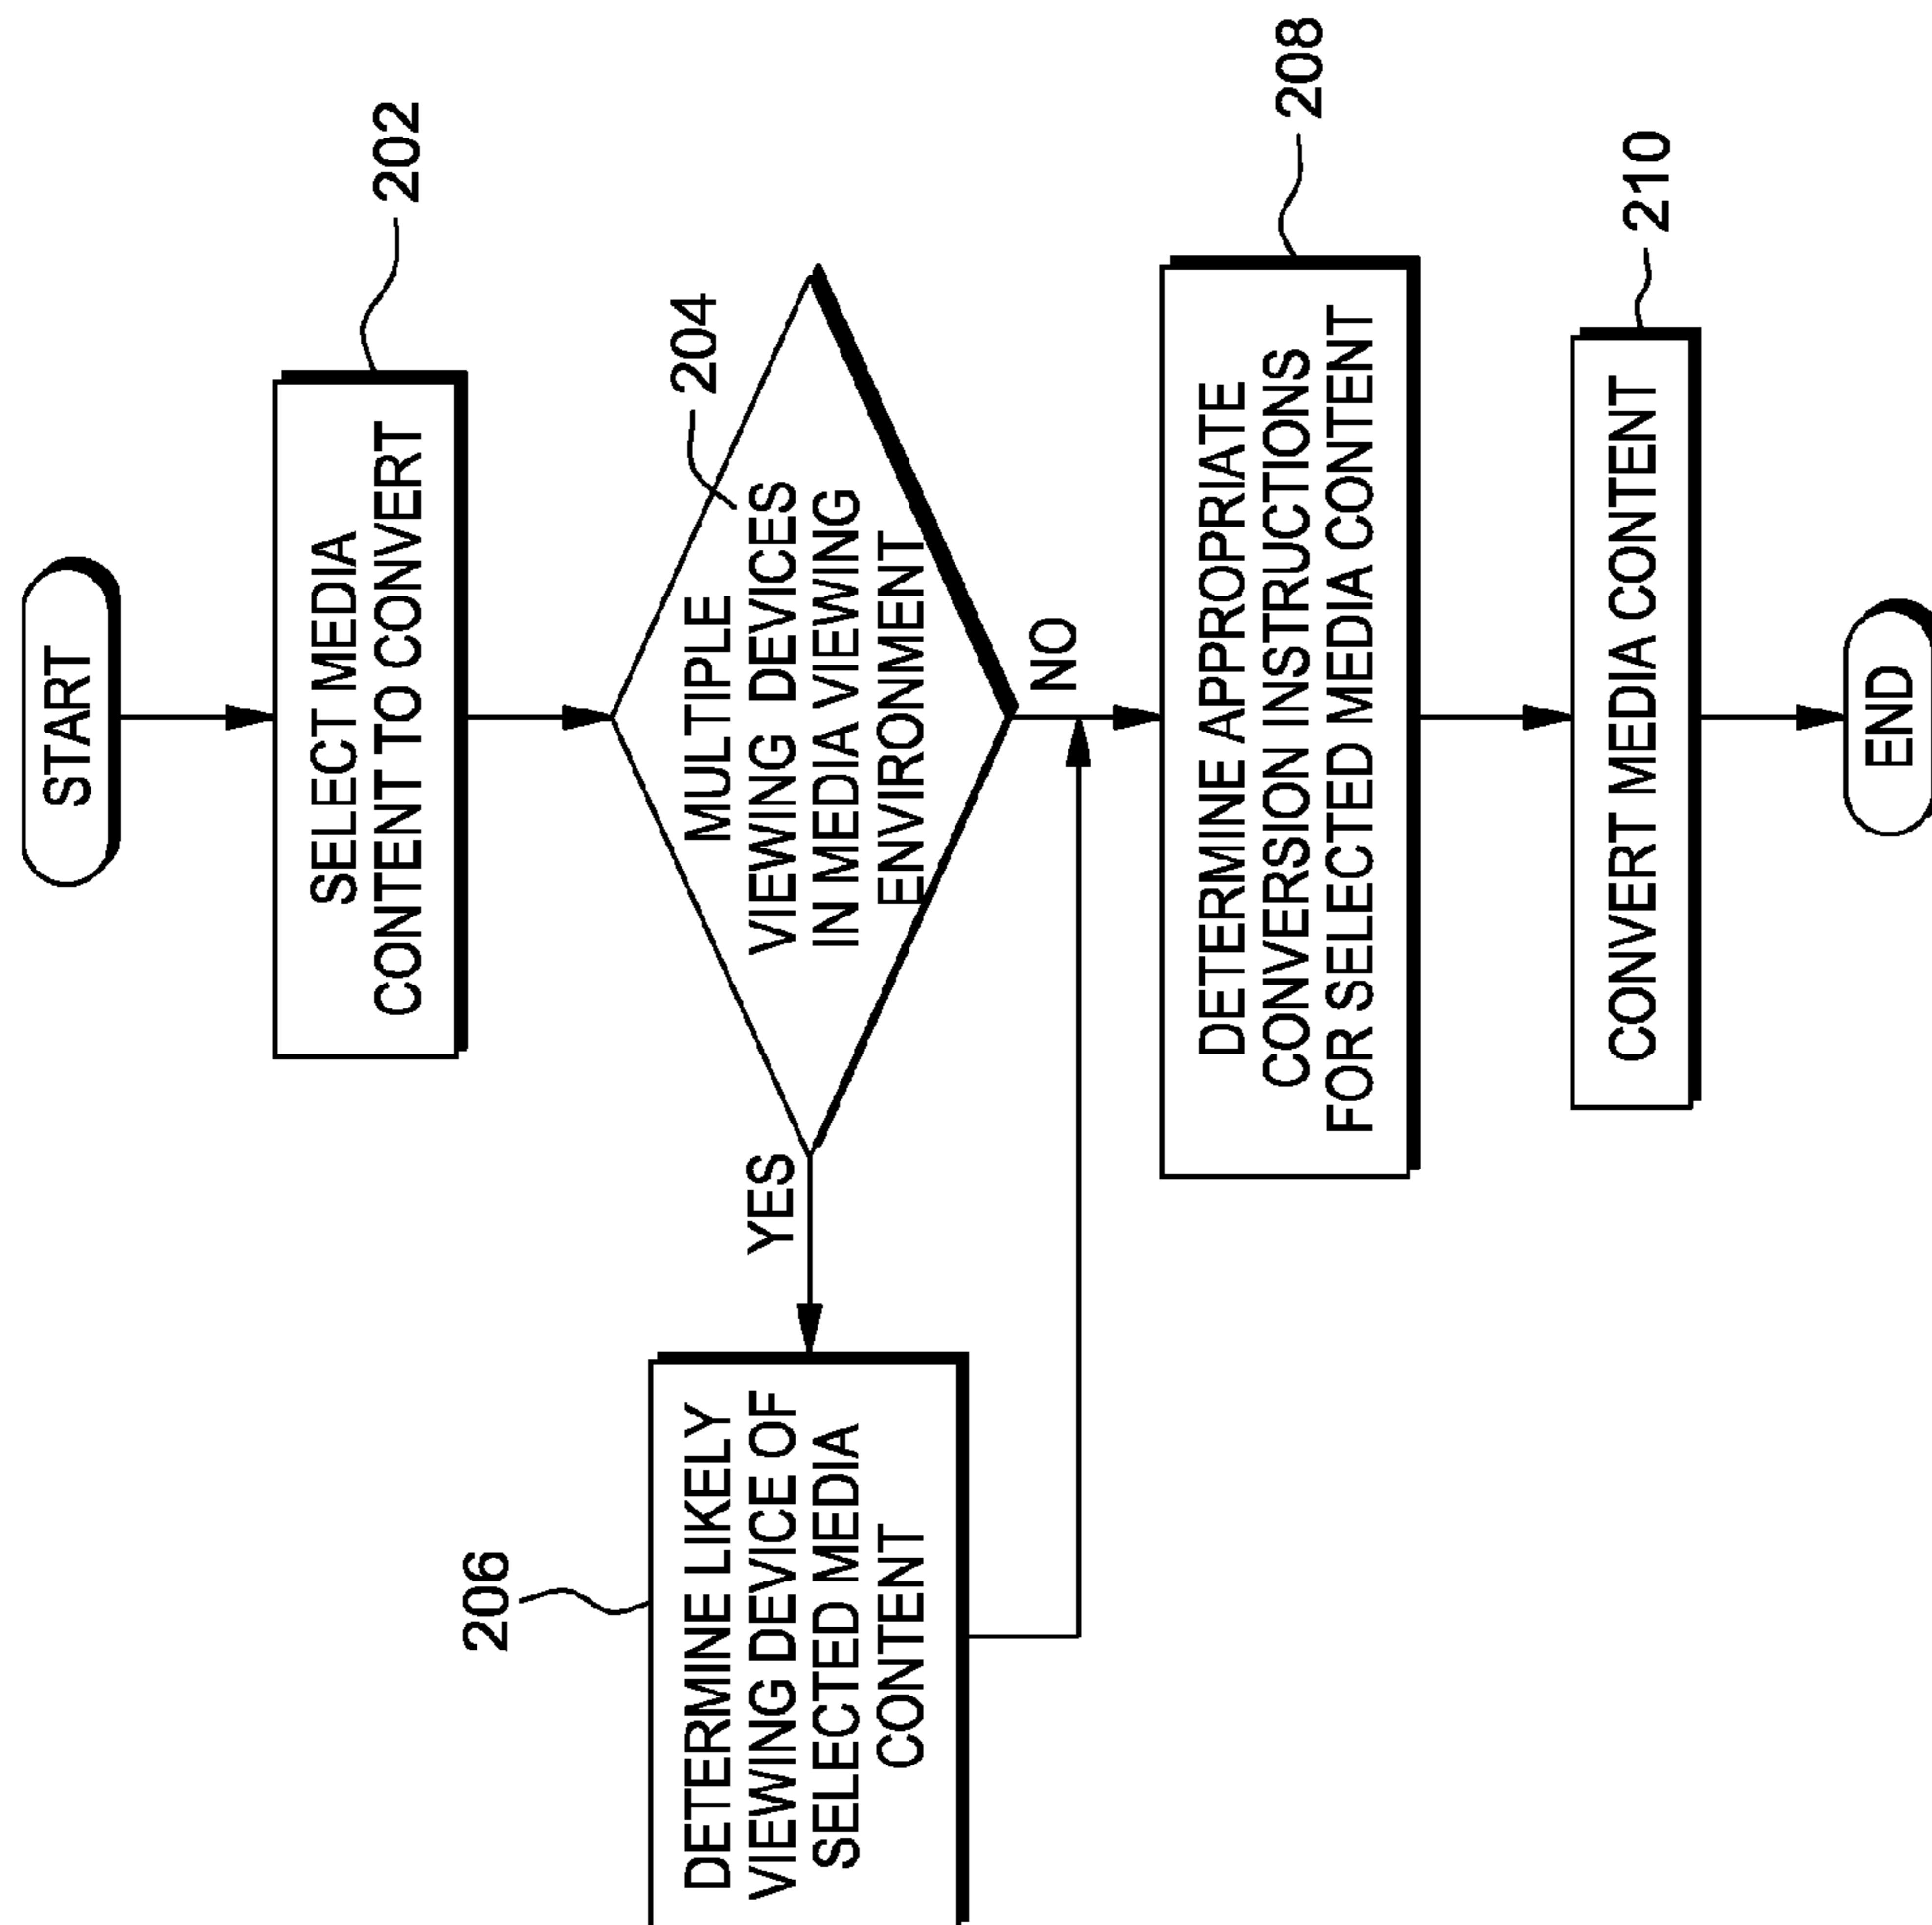 START
SELECT MEDIA
CONTENT TO CONVERT
202
MULTIPLE
VIEWING DEVICES
IN MEDIA VIEWING
ENVIRONMENT
204
YES
NO
206
DETERMINE LIKELY
VIEWING DEVICE OF
SELECTED MEDIA
CONTENT
DETERMINE APPROPRIATE
CONVERSION INSTRUCTIONS
FOR SELECTED MEDIA CONTENT
208
CONVERT MEDIA CONTENT
210
END